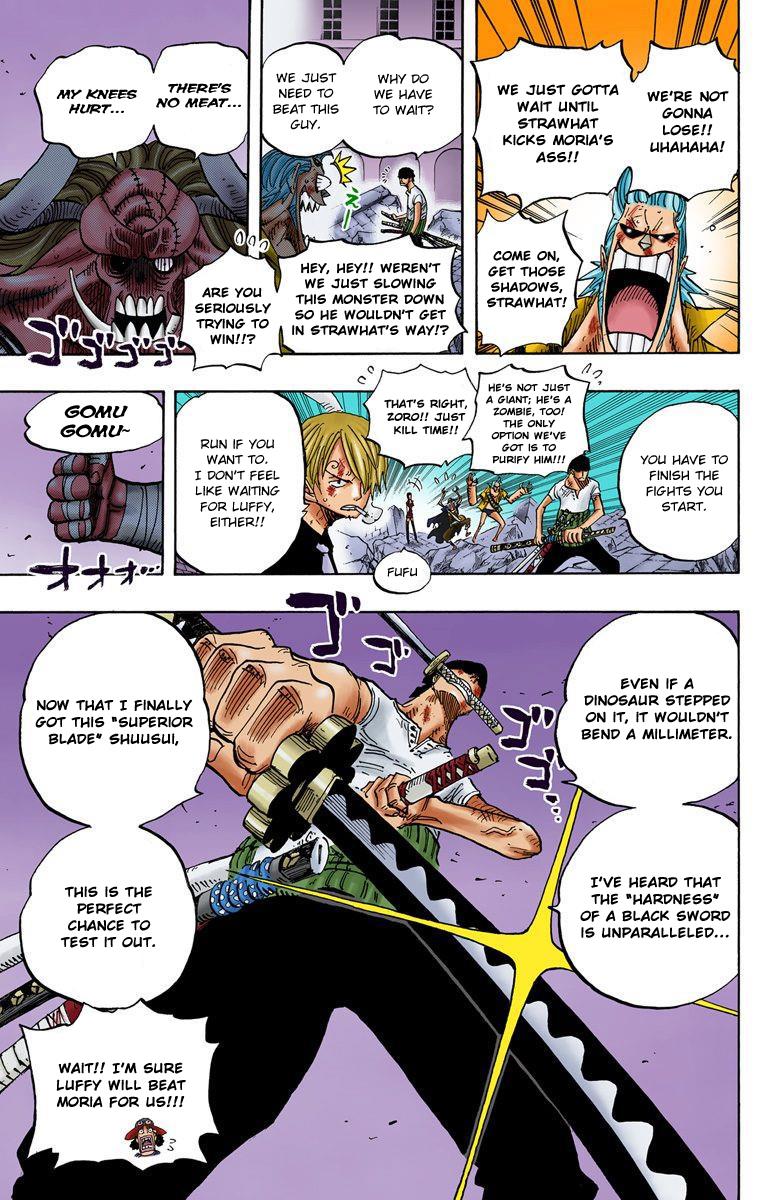 WE'RE NOT
GONNA
LOSE!!
UHAHAHA!
WE JUST GOTTA
WAIT UNTIL
STRAWHAT
KICKS MORIA'S
ASS!!
COME ON,
GET THOSE
SHADOWS,
STRAWHAT!
WHY DO
WE HAVE
TO WAIT?
WE JUST
NEED TO
BEAT THIS
GUY.
えー
HEY, HEY!! WEREN'T
WE JUST SLOWING
THIS MONSTER DOWN
SO HE WOULDN'T GET
IN STRAWHAT'S WAY!?
ARE YOU
SERIOUSLY
TRYING TO
WIN!!?
THERE'S
NO MEAT...
MY KNEES
HURT...
ゴゴゴゴ
YOU HAVE TO
FINISH THE
FIGHTS YOU
START.
HE'S NOT JUST
A GIANT; HE'S A
ZOMBIE, TOO!
THE ONLY
OPTION WE'VE
GOT IS TO
PURIFY HIM!!!
THAT'S RIGHT,
ZORO!! JUST
KILL TIME!!
FUFU
RUN IF YOU
WANT TO.
I DON'T FEEL
LIKE WAITING
FOR LUFFY,
EITHER!!
GOMU
GOMU~
オオオオ
ゴゴ
ゴゴ...
EVEN IF A
DINOSAUR STEPPED
ON IT, IT WOULDN'T
BEND A MILLIMETER.
I'VE HEARD THAT
THE "HARDNESS"
OF A BLACK SWORD
IS UNPARALLELED...
NOW THAT I FINALLY
GOT THIS "SUPERIOR
BLADE" SHUUSUI,
THIS IS THE
PERFECT
CHANCE TO
TEST IT OUT.
WAIT!! I'M SURE
LUFFY WILL BEAT
MORIA FOR US!!!